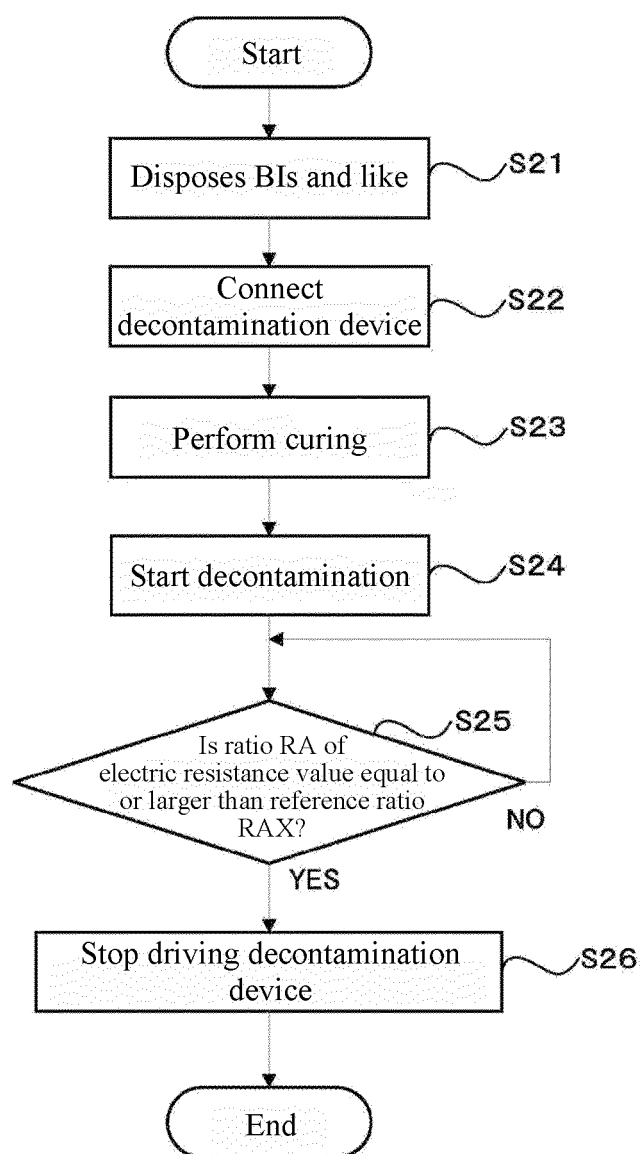 Start
Disposes BIs and like
S21
Connect
decontamination device
S22
Perform curing
S23
Start decontamination
S24
S25
Is ratio RA of
electric resistance value equal to
or larger than reference ratio
RAX?
NO
YES
Stop driving decontamination
device
S26
End